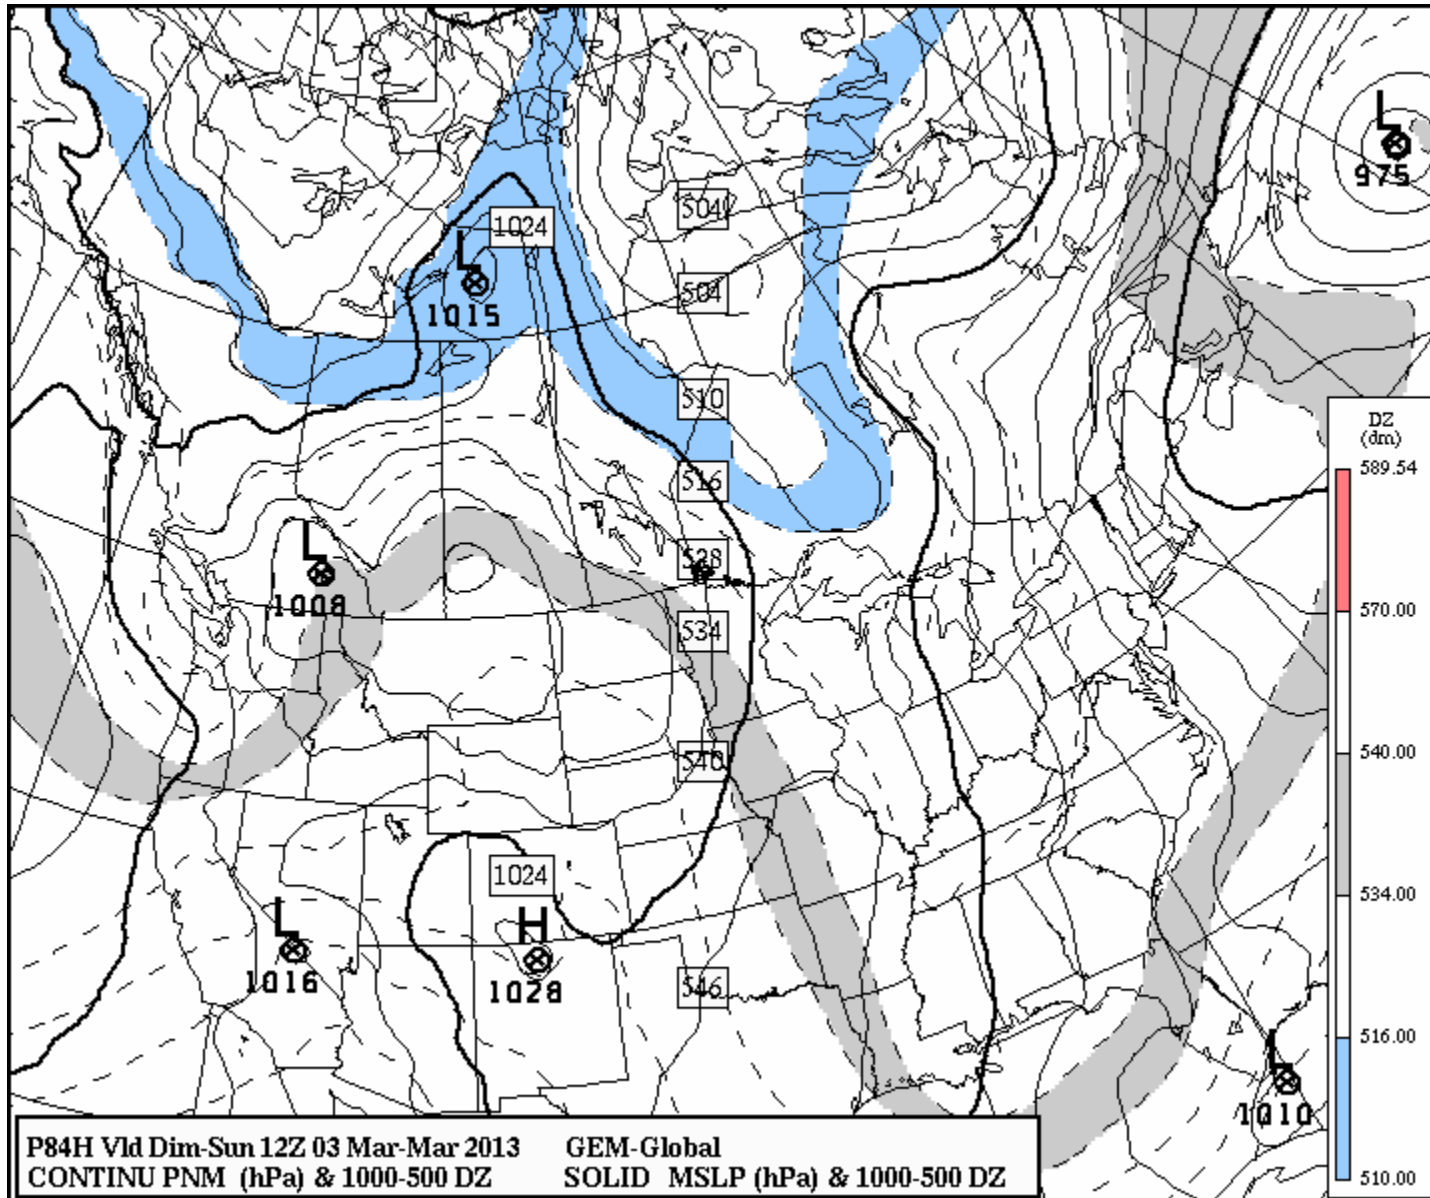 L
975
504
1024
L
1015
504
510
516
L
1008
528
534
540
1024
L
1016
H
1028
546
L
1010
DZ
(dm)
589.54
570.00
540.00
534.00
516.00
510.00
P84H Vld Dim-Sun 12Z 03 Mar-Mar 2013 GEM-Global
CONTINU PNM (hPa) & 1000-500 DZ SOLID MSLP (hPa) & 1000-500 DZ